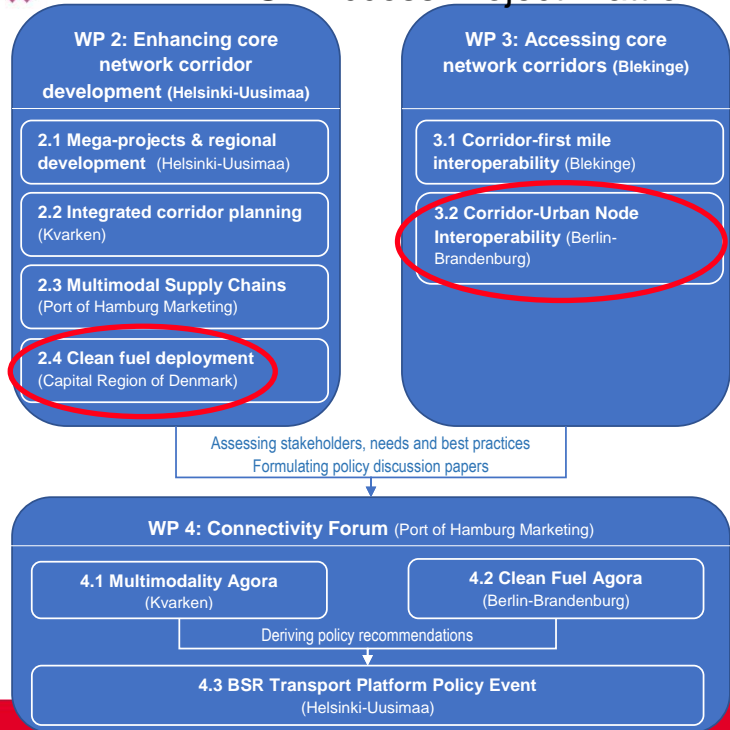 WP 2: Enhancing core
network corridor
development (Helsinki-Uusimaa)
2.1 Mega-projects & regional
development (Helsinki-Uusimaa)
2.2 Integrated corridor planning
(Kvarken)
2.3 Multimodal Supply Chains
(Port of Hamburg Marketing)
2.4 Clean fuel deployment
(Capital Region of Denmark)
WP 3: Accessing core
network corridors (Blekinge)
3.1 Corridor-first mile
interoperability (Blekinge)
3.2 Corridor-Urban Node
Interoperability (Berlin-
Brandenburg)
Assessing stakeholders, needs and best practices
Formulating policy discussion papers
WP 4: Connectivity Forum (Port of Hamburg Marketing)
4.1 Multimodality Agora
(Kvarken)
4.2 Clean Fuel Agora
(Berlin-Brandenburg)
Deriving policy recommendations
4.3 BSR Transport Platform Policy Event
(Helsinki-Uusimaa)